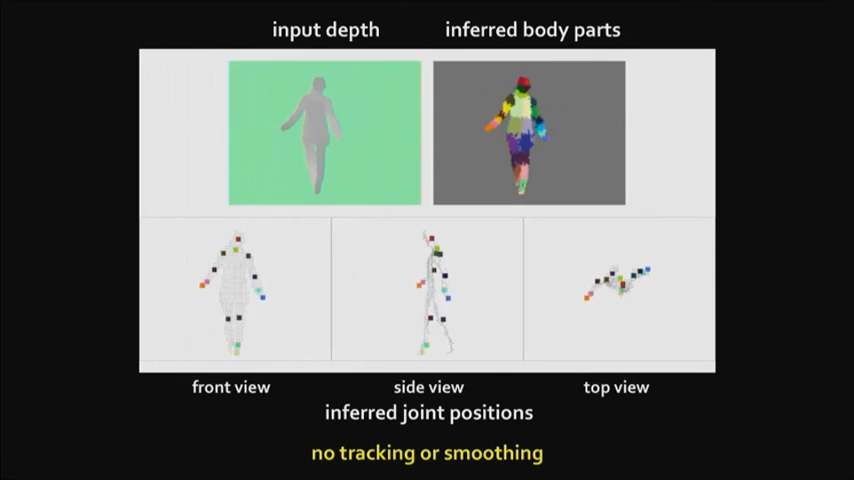 input depth
inferred body parts
front view
side view
top view
inferred joint positions
no tracking or smoothing